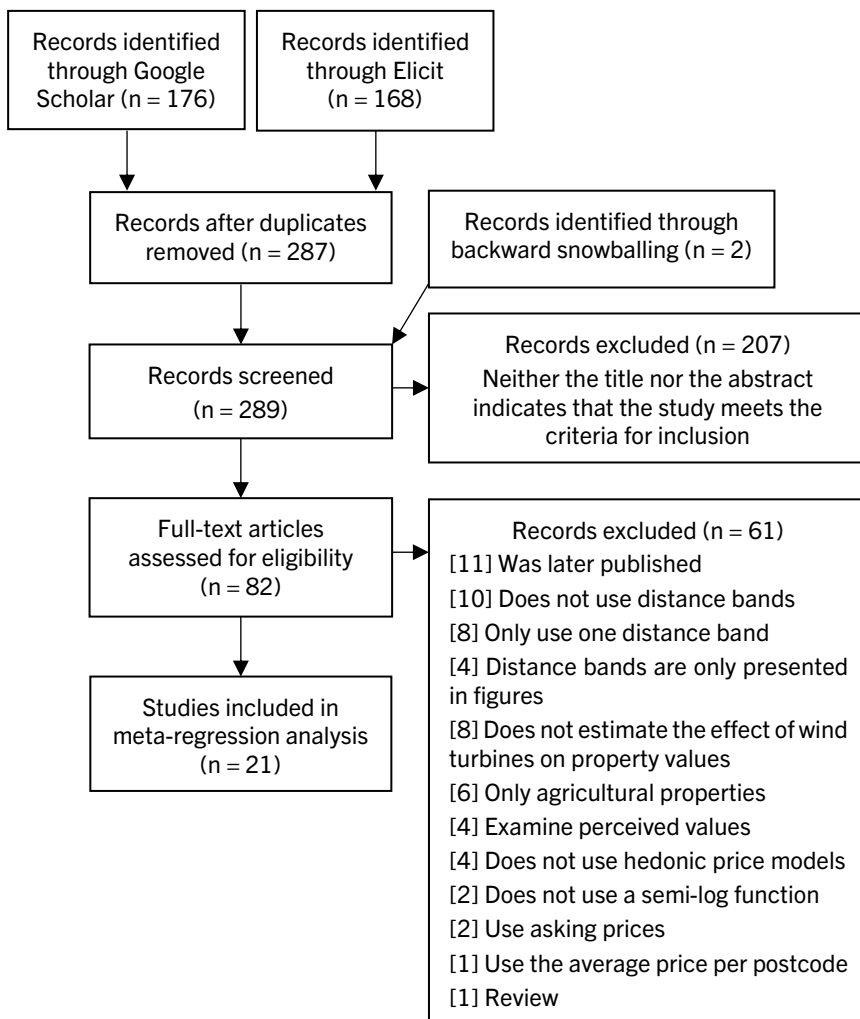 Records identified
through Google
Scholar (n = 176)
Records identified
through Elicit
(n = 168)
Records after duplicates
removed (n = 287)
Records identified through
backward snowballing (n = 2)
Records screened
(n = 289)
Records excluded (n = 207)
Neither the title nor the abstract
indicates that the study meets the
criteria for inclusion
Full-text articles
assessed for eligibility
(n = 82)
Records excluded (n = 61)
[11] Was later published
[10] Does not use distance bands
[8] Only use one distance band
[4] Distance bands are only presented
in figures
[8] Does not estimate the effect of wind
turbines on property values
[6] Only agricultural properties
[4] Examine perceived values
[4] Does not use hedonic price models
[2] Does not use a semi-log function
[2] Use asking prices
[1] Use the average price per postcode
[1] Review
Studies included in
meta-regression analysis
(n = 21)